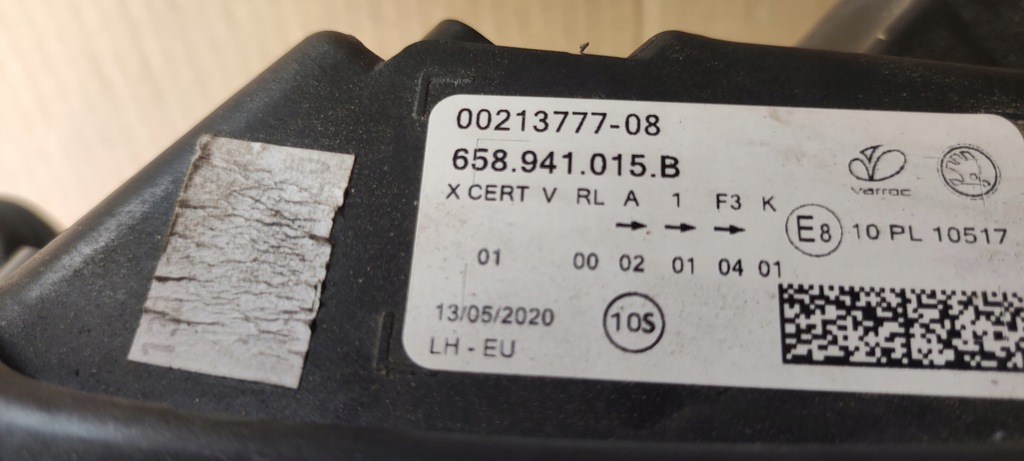 00213777-08
658.941.015.B
varroc
X CERT V RL A 1 F3 K
E8 10 PL 10517
01 00 02 01 04 01
13/05/2020
10S
LH - EU